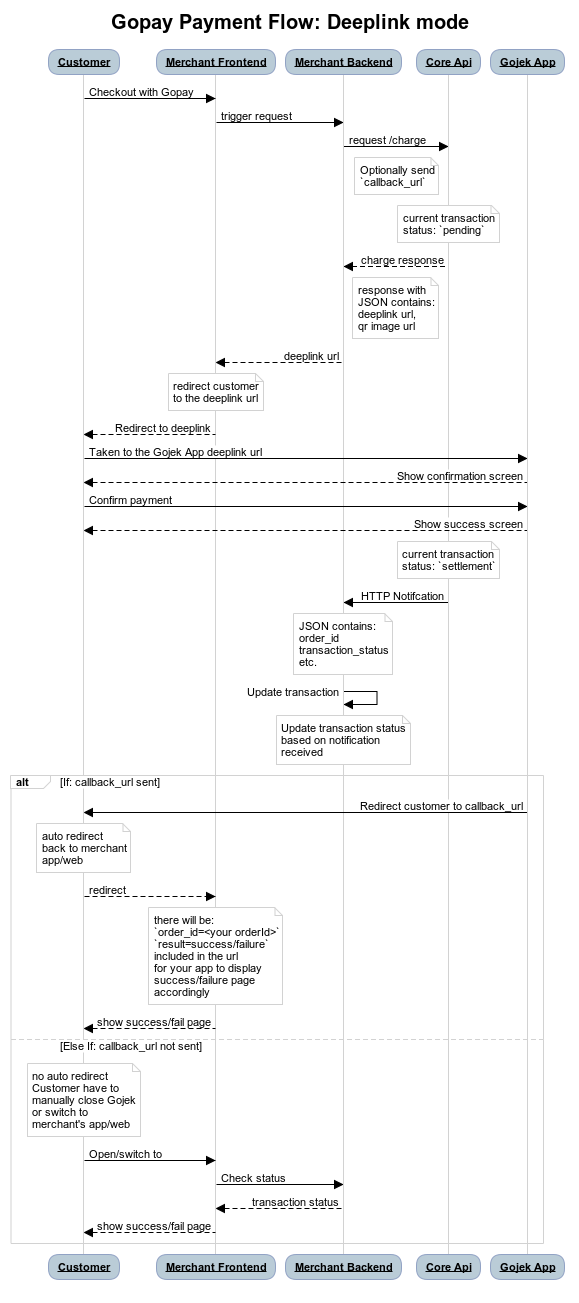 Gopay Payment Flow: Deeplink mode
Customer
Merchant Frontend
Merchant Backend
Core Api
Gojek App
Checkout with Gopay
trigger request
request /charge
Optionally send
`callback_url`
current transaction
status: `pending`
charge response
response with
JSON contains:
deeplink url,
qr image url
deeplink url
redirect customer
to the deeplink url
Redirect to deeplink
Taken to the Gojek App deeplink url
Show confirmation screen
Confirm payment
Show success screen
current transaction
status: `settlement`
HTTP Notifcation
JSON contains:
order_id
transaction_status
etc.
Update transaction
Update transaction status
based on notification
received
alt
[If: callback_url sent]
Redirect customer to callback_url
auto redirect
back to merchant
app/web
redirect
there will be:
`order_id=<your orderId>`
`result=success/failure`
included in the url
for your app to display
success/failure page
accordingly
show success/fail page
[Else If: callback_url not sent]
no auto redirect
Customer have to
manually close Gojek
or switch to
merchant's app/web
Open/switch to
Check status
transaction status
show success/fail page
Customer
Merchant Frontend
Merchant Backend
Core Api
Gojek App